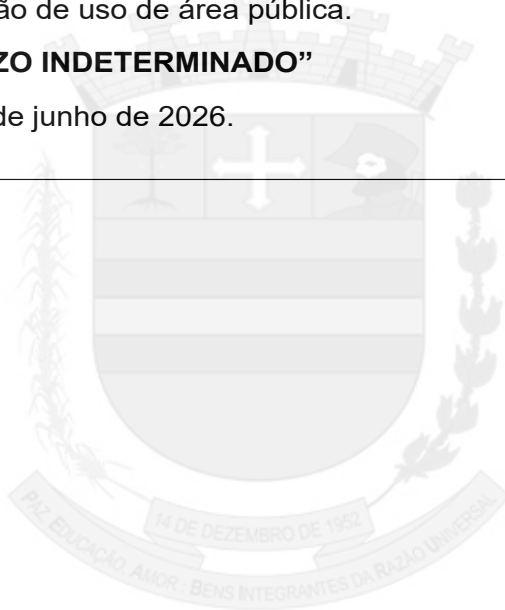 ão de uso de área pública.
ZO INDETERMINADO”
de junho de 2026.
14 DE DEZEMBRO DE 1952
PAZ, EDUCAÇÃO, AMOR : BENS INTEGRANTES DA RAZÃO UNIVERSAL